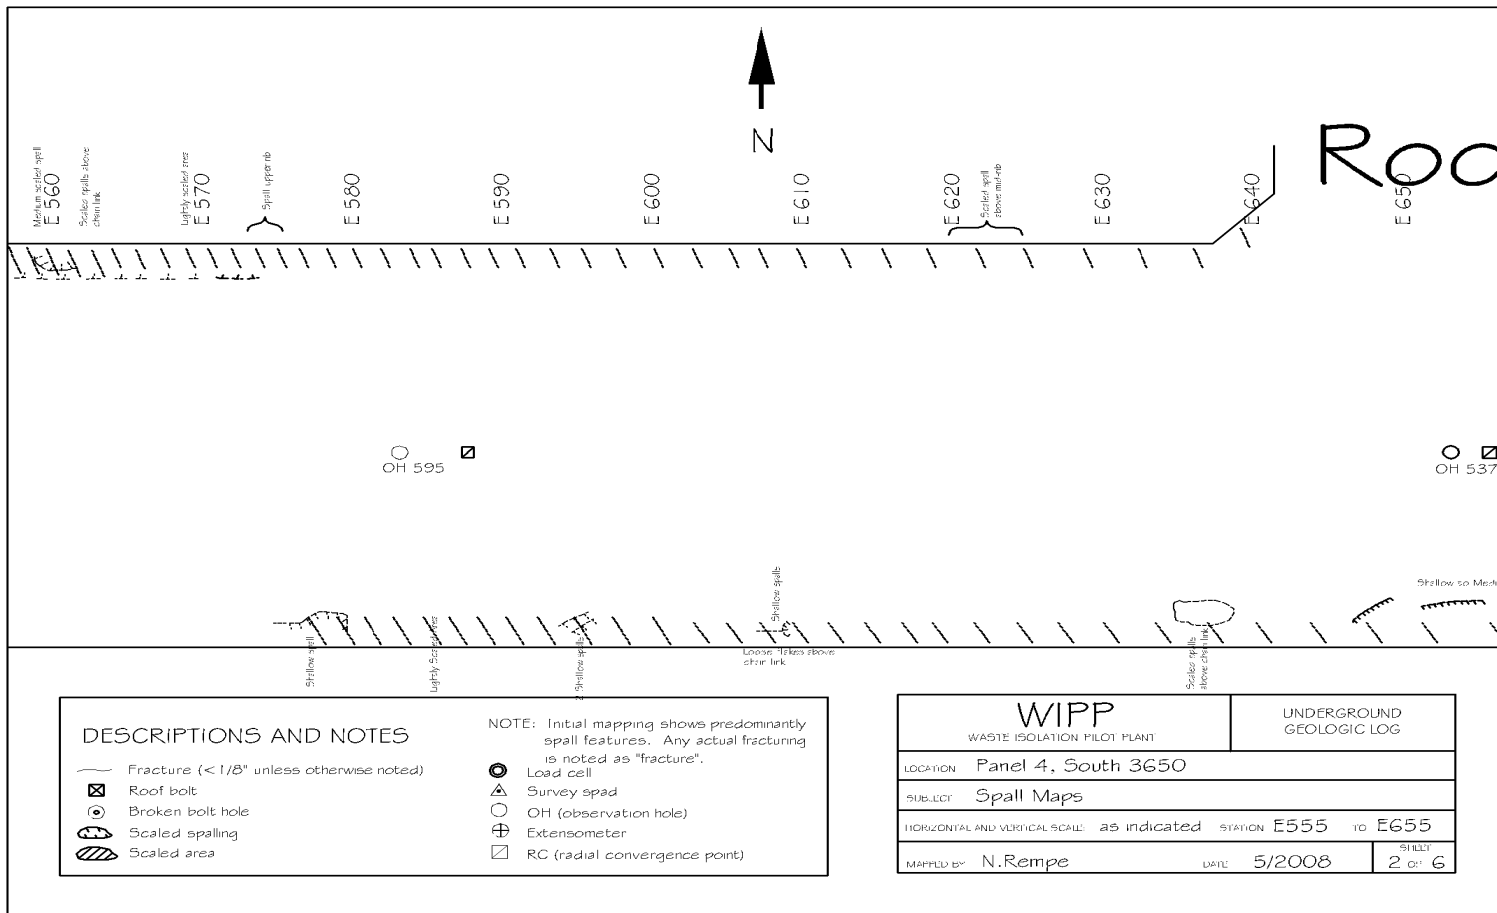 N
Roo
Medium scaled spall
E 560
Scaled spalls above
chain link
Lightly scaled area
E 570
Spall upper rib
E 580
E 590
E 600
E 610
E 620
Scaled spall
above mid-rib
E 630
E 640
E 650
OH 595
OH 537
Shallow spalls
Shallow so Med
Shallow spall
Lightly Scaled Area
2 Shallow spalls
Loose flakes above
chain link
Scaled spalls
above chain link
DESCRIPTIONS AND NOTES
Fracture (< 1/8" unless otherwise noted)
Roof bolt
Broken bolt hole
Scaled spalling
Scaled area
NOTE: Initial mapping shows predominantly
spall features. Any actual fracturing
is noted as "fracture".
Load cell
Survey spad
OH (observation hole)
Extensometer
RC (radial convergence point)
WIPP
WASTE ISOLATION PILOT PLANT
UNDERGROUND
GEOLOGIC LOG
LOCATION Panel 4, South 3650
SUBJECT Spall Maps
HORIZONTAL AND VERTICAL SCALE: as indicated STATION E555 TO E655
MAPPED BY N.Rempe DATE 5/2008
SHEET
2 OF 6